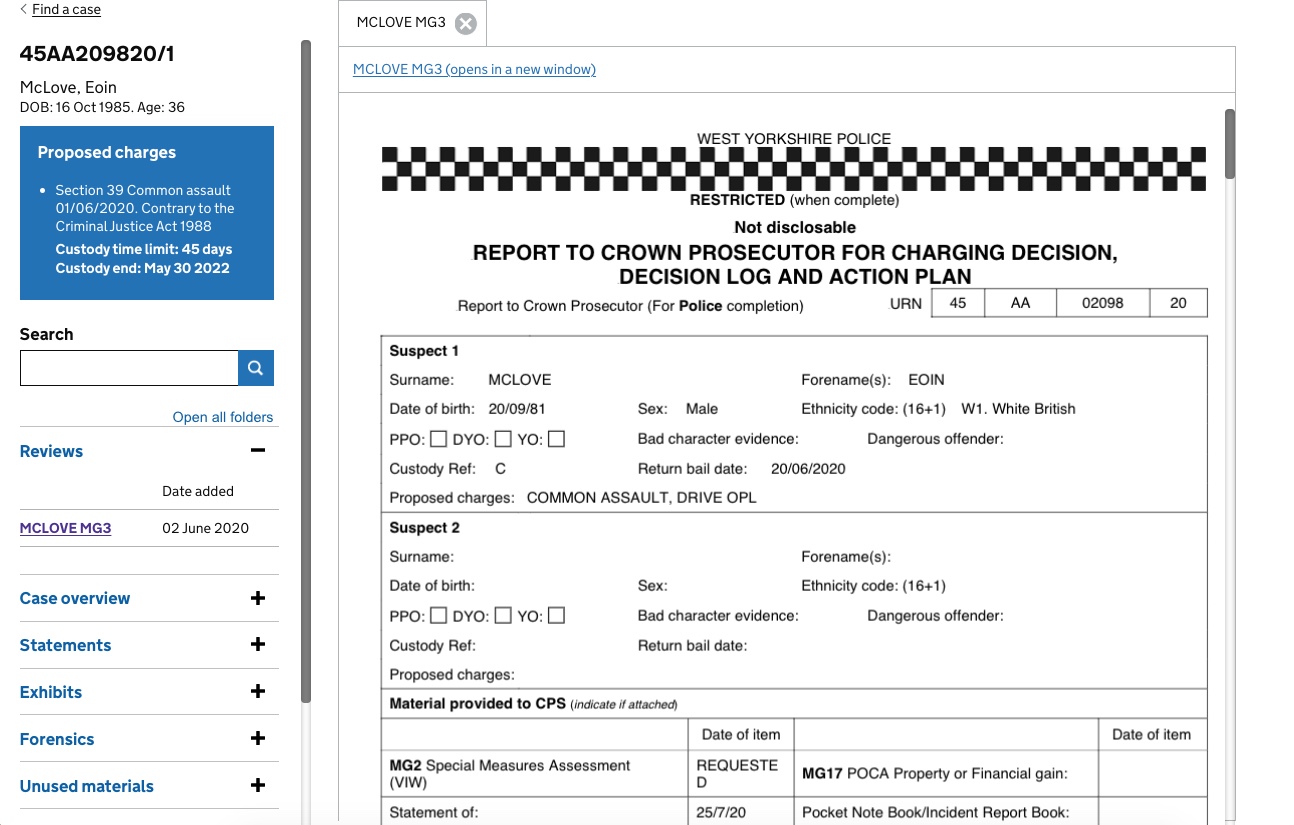 Find a case
45AA209820/1
McLove, Eoin
DOB: 16 Oct 1985. Age: 36
Proposed charges
Section 39 Common assault
01/06/2020. Contrary to the
Criminal Justice Act 1988
Custody time limit: 45 days
Custody end: May 30 2022
Search
Open all folders
Reviews
Date added
MCLOVE MG3 02 June 2020
Case overview
Statements
Exhibits
Forensics
Unused materials
MCLOVE MG3
MCLOVE MG3 (opens in a new window)
WEST YORKSHIRE POLICE
RESTRICTED (when complete)
Not disclosable
REPORT TO CROWN PROSECUTOR FOR CHARGING DECISION,
DECISION LOG AND ACTION PLAN
Report to Crown Prosecutor (For Police completion) URN 45 AA 02098 20
Suspect 1
Surname: MCLOVE Forename(s): EOIN
Date of birth: 20/09/81 Sex: Male Ethnicity code: (16+1) W1. White British
PPO: DYO: YO: Bad character evidence: Dangerous offender:
Custody Ref: C Return bail date: 20/06/2020
Proposed charges: COMMON ASSAULT, DRIVE OPL
Suspect 2
Surname: Forename(s):
Date of birth: Sex: Ethnicity code: (16+1)
PPO: DYO: YO: Bad character evidence: Dangerous offender:
Custody Ref: Return bail date:
Proposed charges:
Material provided to CPS (indicate if attached)
Date of item Date of item
MG2 Special Measures Assessment
(VIW)
REQUESTE
D
MG17 POCA Property or Financial gain:
Statement of: 25/7/20 Pocket Note Book/Incident Report Book: